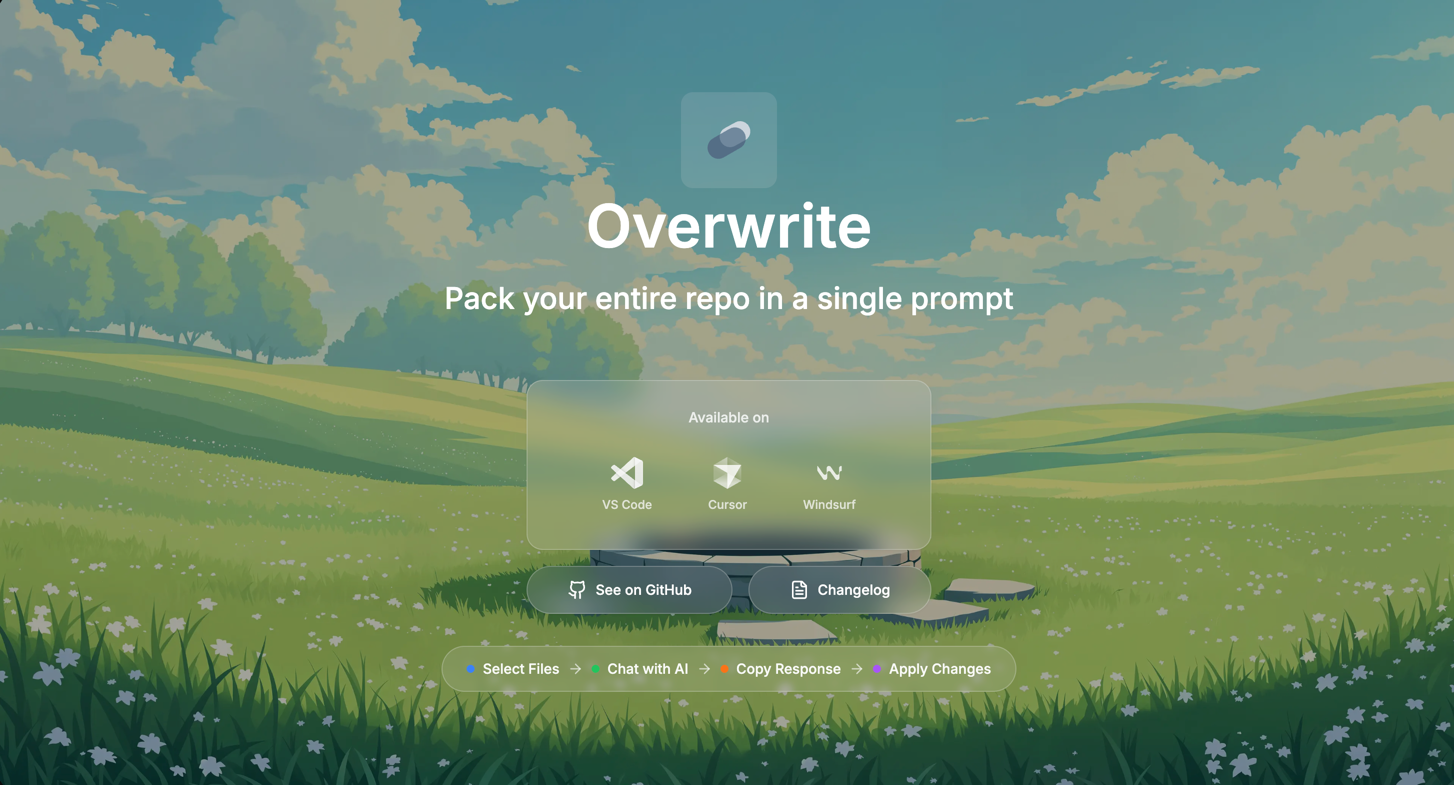 Overwrite
Pack your entire repo in a single prompt
Available on
VS Code Cursor Windsurf
See on GitHub Changelog
Select Files → Chat with AI → Copy Response → Apply Changes